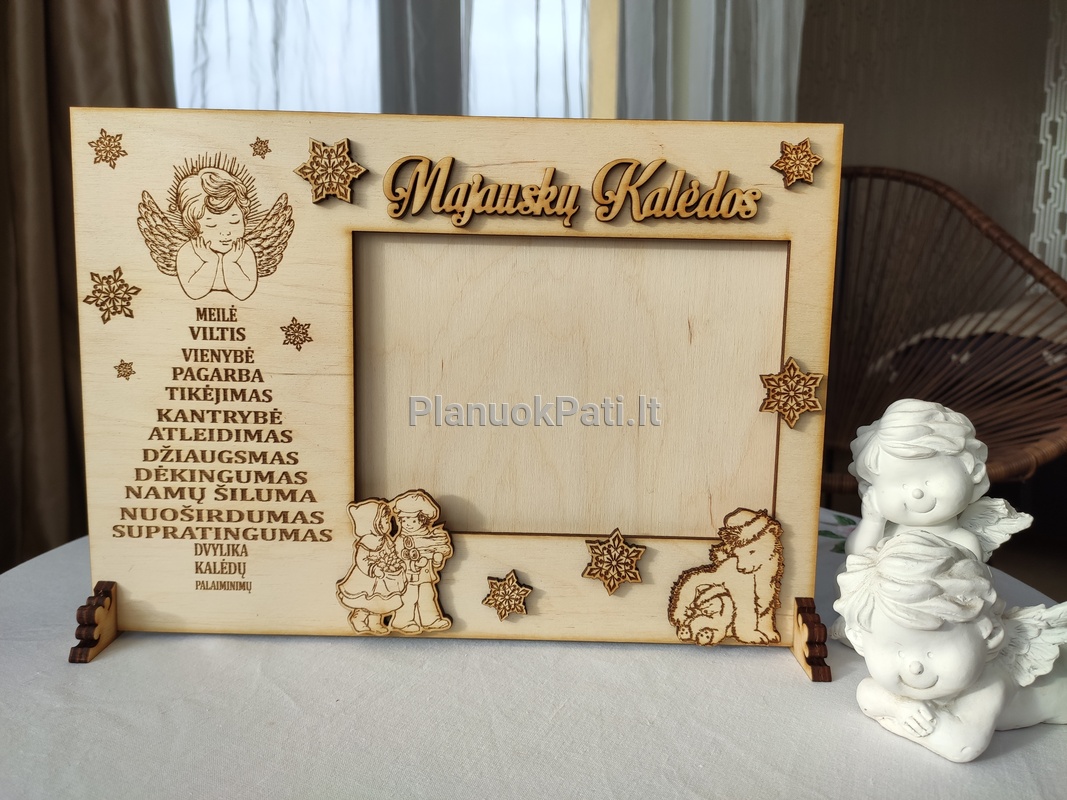 Majauskų Kalėdos
MEILĖ
VILTIS
VIENYBĖ
PAGARBA
TIKĖJIMAS
KANTRYBĖ
ATLEIDIMAS
DŽIAUGSMAS
DĖKINGUMAS
NAMŲ ŠILUMA
NUOŠIRDUMAS
SUPRATINGUMAS
DVYLIKA
KALĖDŲ
PALAIMINIMŲ
PlanuokPati.lt